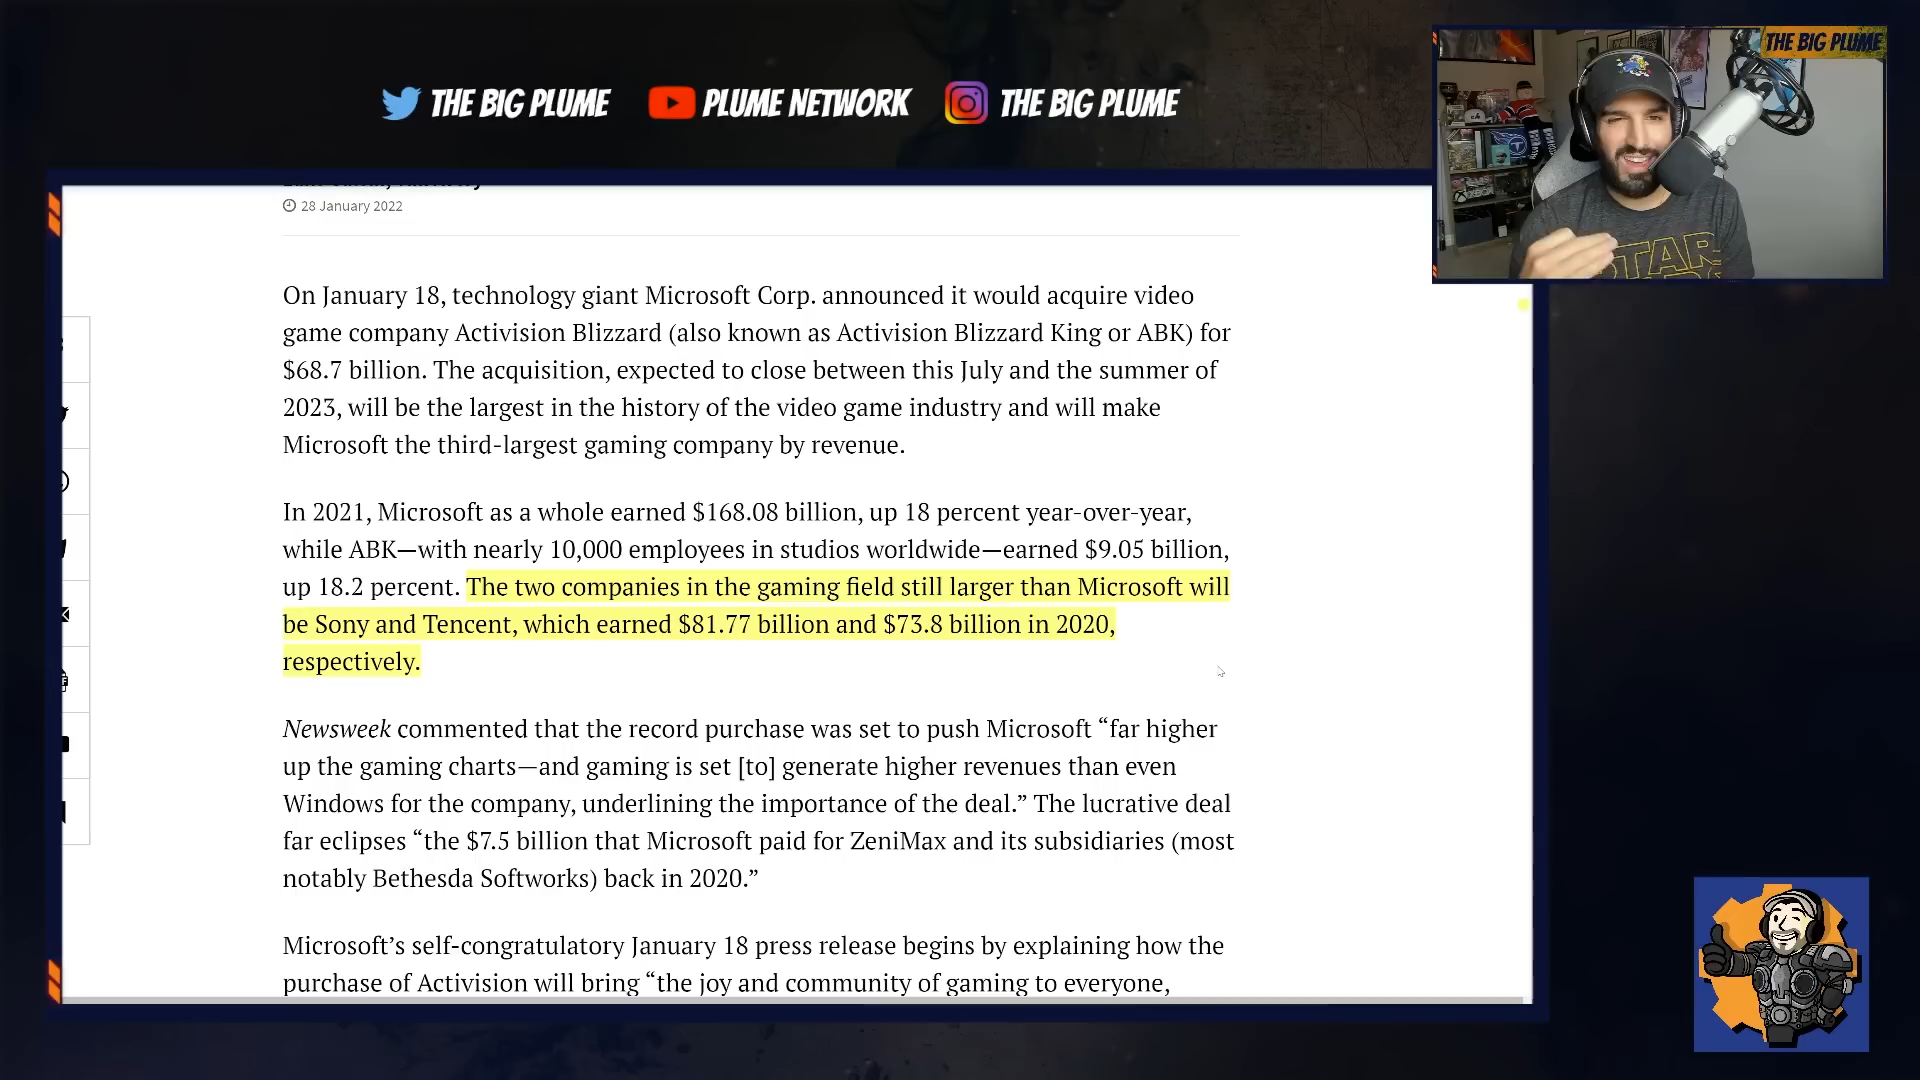 THE BIG PLUME
THE BIG PLUME PLUME NETWORK THE BIG PLUME
28 January 2022
STAR
On January 18, technology giant Microsoft Corp. announced it would acquire video
game company Activision Blizzard (also known as Activision Blizzard King or ABK) for
$68.7 billion. The acquisition, expected to close between this July and the summer of
2023, will be the largest in the history of the video game industry and will make
Microsoft the third-largest gaming company by revenue.
In 2021, Microsoft as a whole earned $168.08 billion, up 18 percent year-over-year,
while ABK—with nearly 10,000 employees in studios worldwide—earned $9.05 billion,
up 18.2 percent. The two companies in the gaming field still larger than Microsoft will
be Sony and Tencent, which earned $81.77 billion and $73.8 billion in 2020,
respectively.
Newsweek commented that the record purchase was set to push Microsoft “far higher
up the gaming charts—and gaming is set [to] generate higher revenues than even
Windows for the company, underlining the importance of the deal.” The lucrative deal
far eclipses “the $7.5 billion that Microsoft paid for ZeniMax and its subsidiaries (most
notably Bethesda Softworks) back in 2020.”
Microsoft’s self-congratulatory January 18 press release begins by explaining how the
purchase of Activision will bring “the joy and community of gaming to everyone,